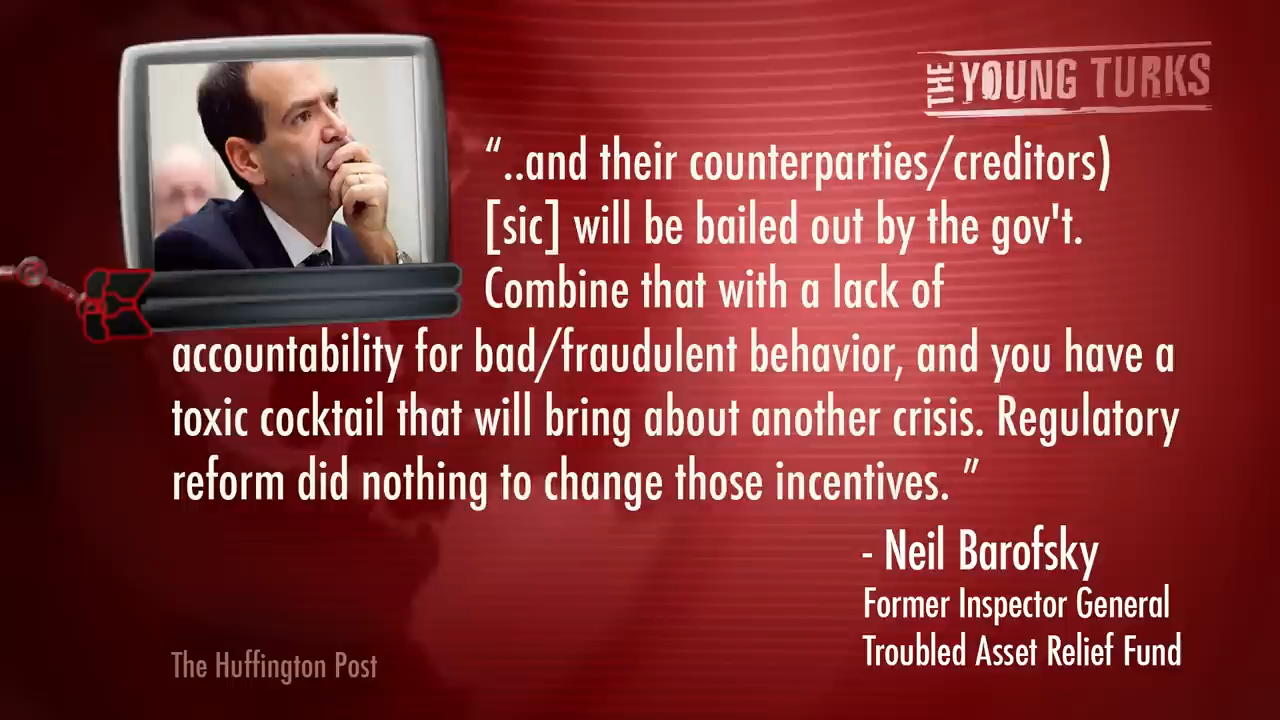 THE YOUNG TURKS
“..and their counterparties/creditors)
[sic] will be bailed out by the gov't.
Combine that with a lack of
accountability for bad/fraudulent behavior, and you have a
toxic cocktail that will bring about another crisis. Regulatory
reform did nothing to change those incentives. ”
- Neil Barofsky
Former Inspector General
Troubled Asset Relief Fund
The Huffington Post